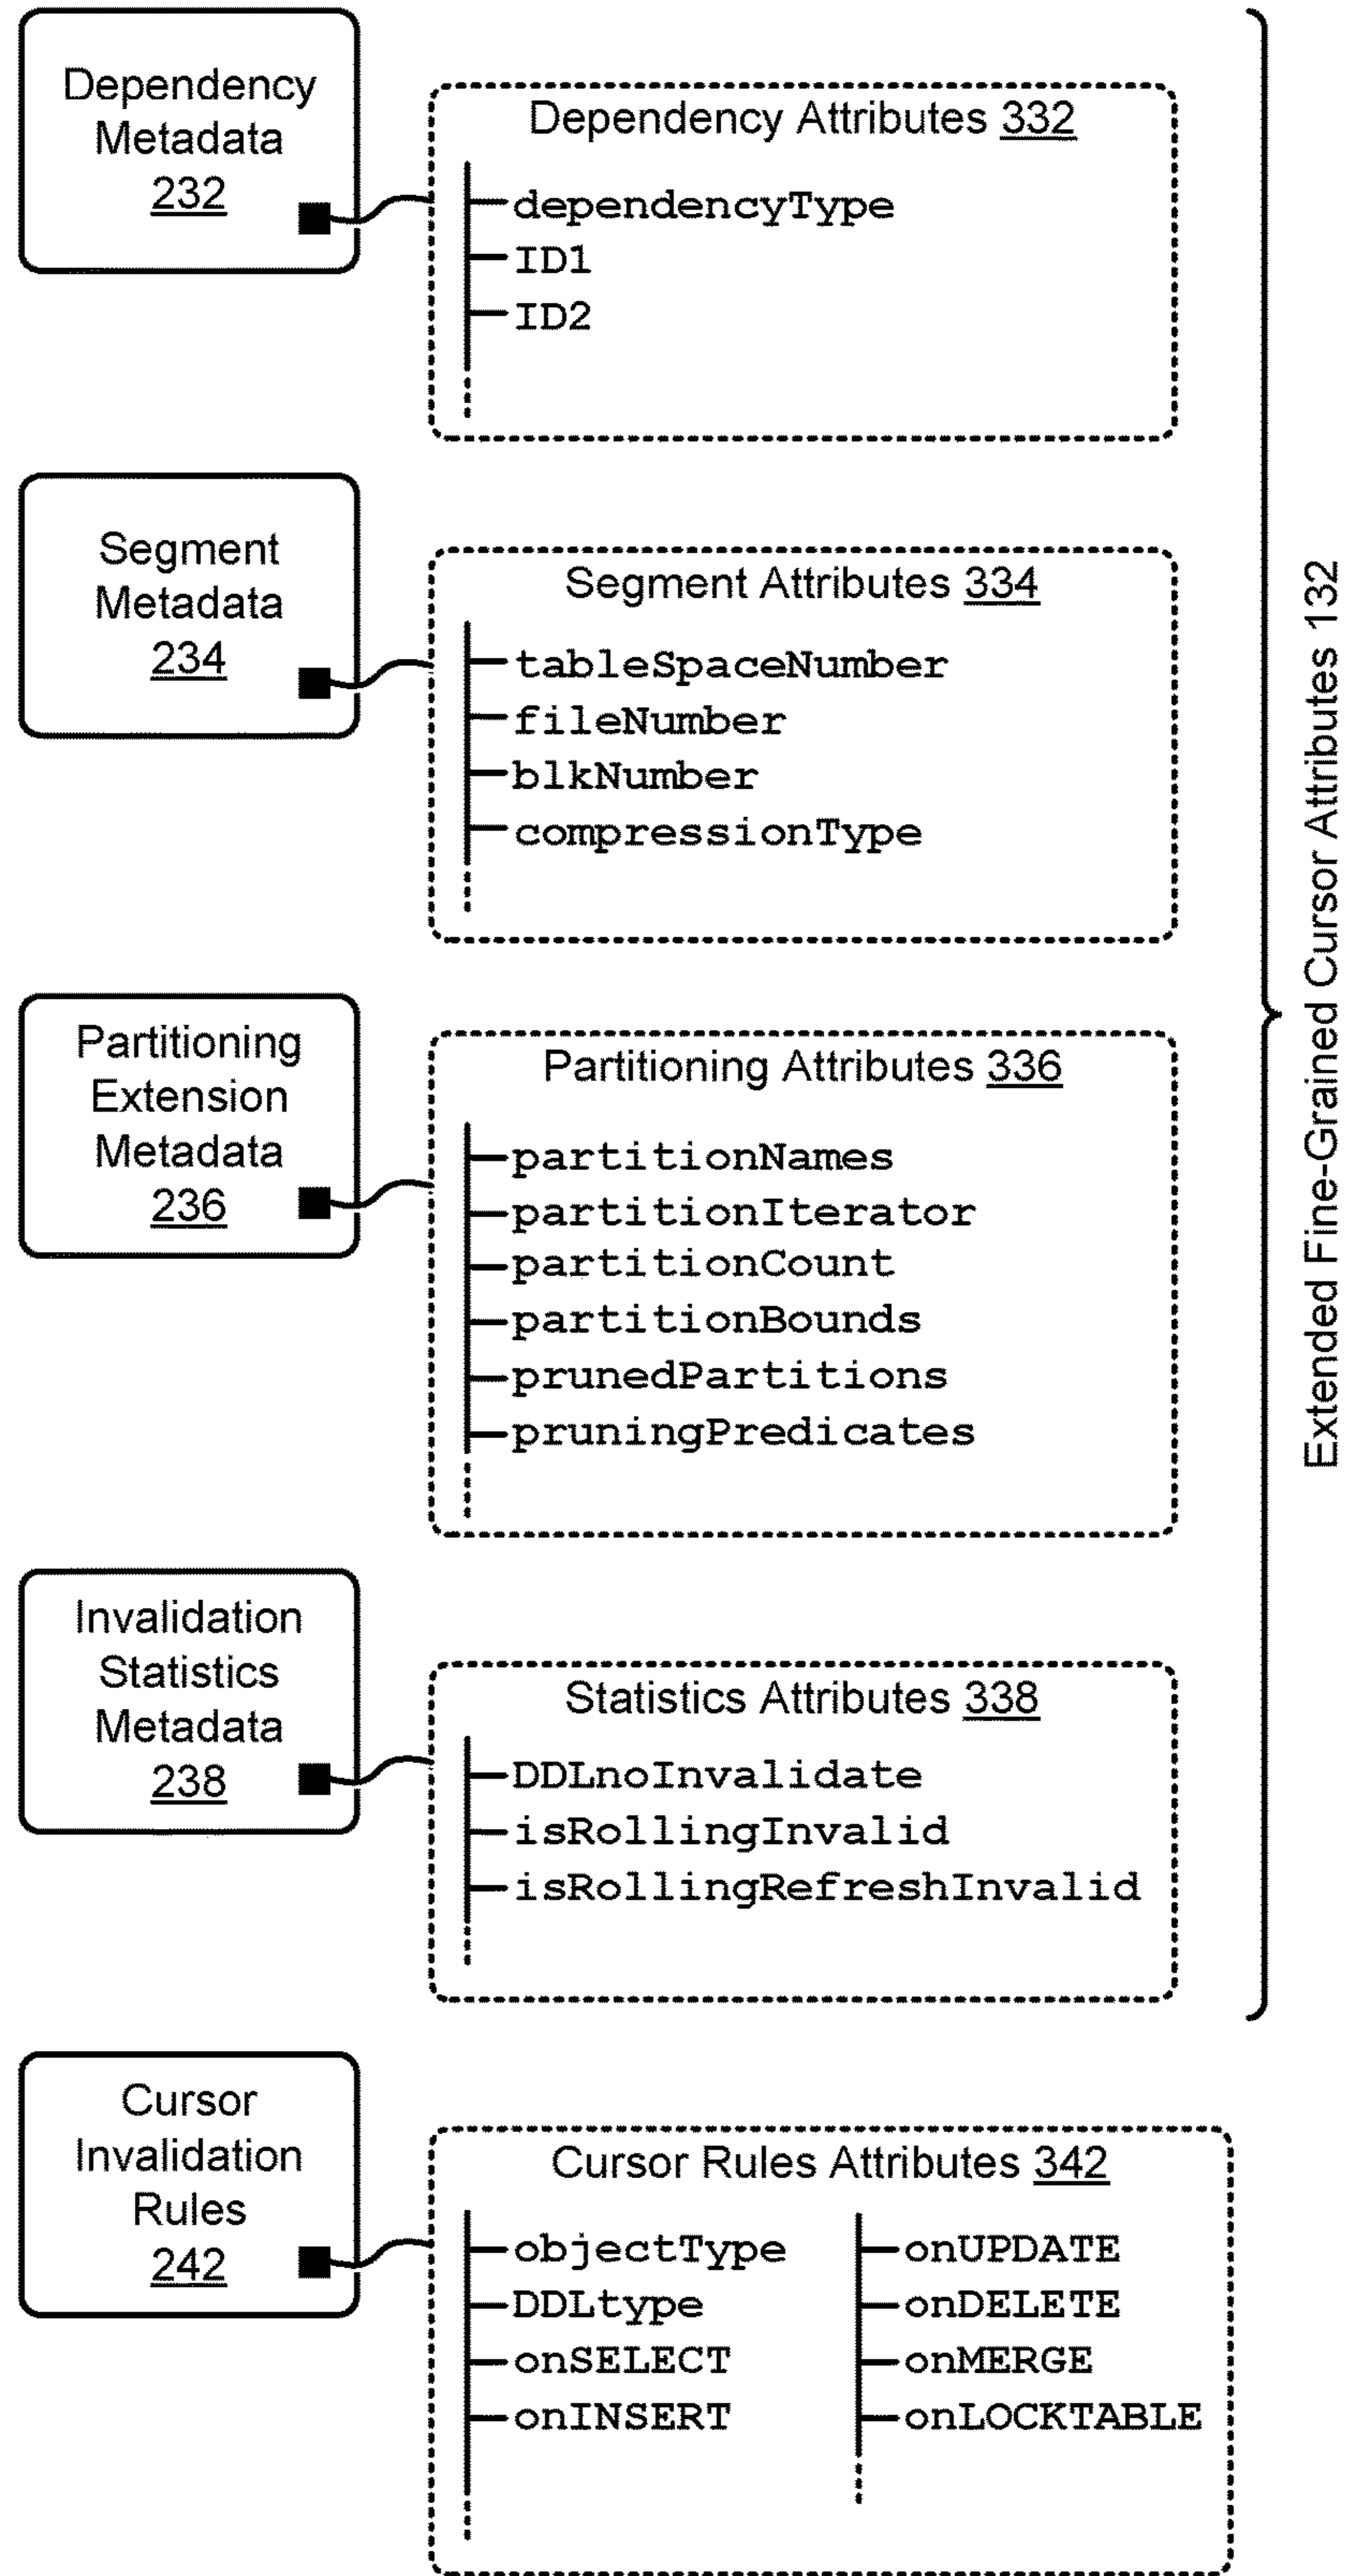 Dependency
Metadata
232
Dependency Attributes 332
dependencyType
ID1
ID2
Segment
Metadata
234
Segment Attributes 334
tableSpaceNumber
fileNumber
blkNumber
compressionType
Partitioning
Extension
Metadata
236
Partitioning Attributes 336
partitionNames
partitionIterator
partitionCount
partitionBounds
prunedPartitions
pruningPredicates
Invalidation
Statistics
Metadata
238
Statistics Attributes 338
DDLnoInvalidate
isRollingInvalid
isRollingRefreshInvalid
Extended Fine-Grained Cursor Attributes 132
Cursor
Invalidation
Rules
242
Cursor Rules Attributes 342
objectType
DDLtype
onSELECT
onINSERT
onUPDATE
onDELETE
onMERGE
onLOCKTABLE